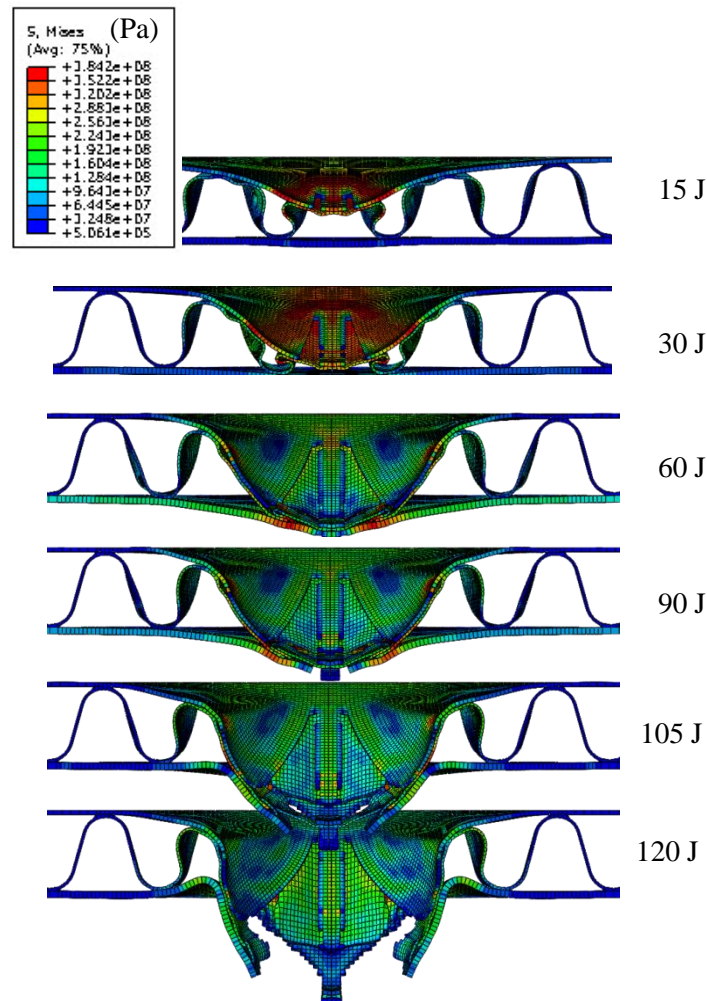 S, Mises (Pa)
(Avg: 75%)
+3.842e+08
+3.522e+08
+3.202e+08
+2.883e+08
+2.563e+08
+2.243e+08
+1.923e+08
+1.604e+08
+1.284e+08
+9.643e+07
+6.445e+07
+3.248e+07
+5.061e+05
15 J
30 J
60 J
90 J
105 J
120 J